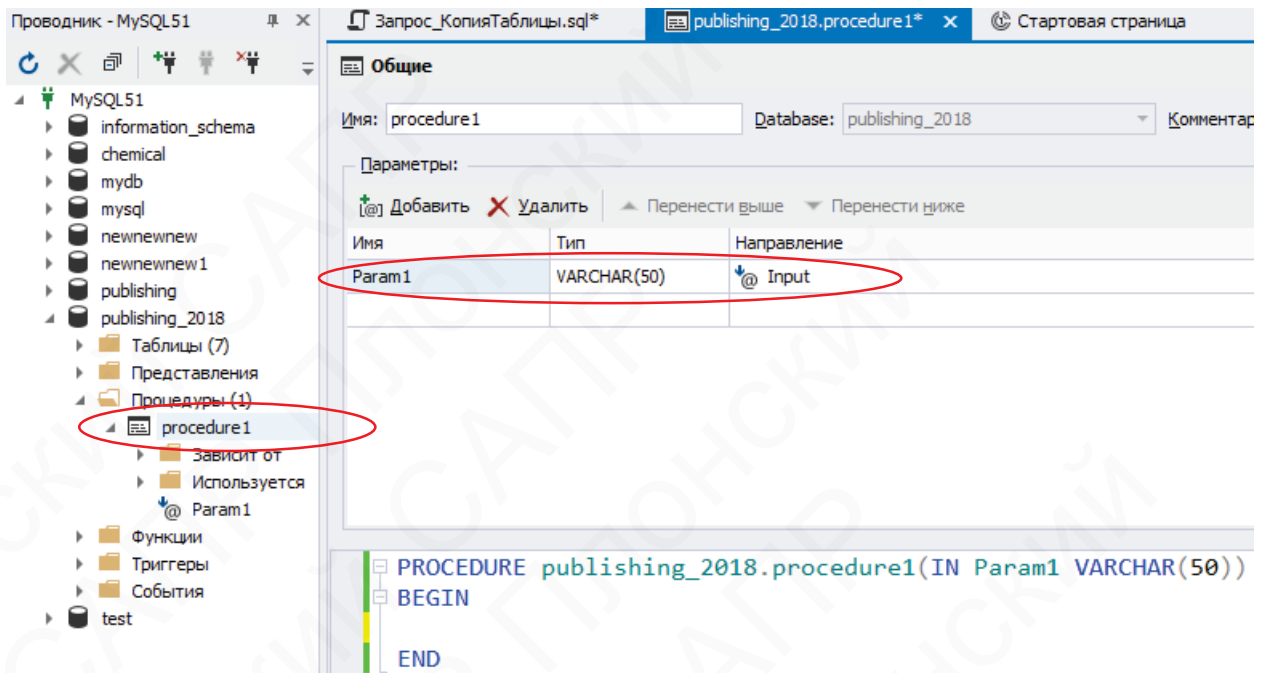 Проводник - MySQL51
MySQL51
information_schema
chemical
mydb
mysql
newnewnew
newnewnew1
publishing
publishing_2018
Таблицы (7)
Представления
Процедуры (1)
procedure1
Зависит от
Используется
Param1
Функции
Триггеры
События
test
Запрос_КопияТаблицы.sql* publishing_2018.procedure1* Стартовая страница
Общие
Имя: procedure1 Database: publishing_2018 Комментар
Параметры:
Добавить Удалить Перенести выше Перенести ниже
Имя Тип Направление
Param1 VARCHAR(50) Input
PROCEDURE publishing_2018.procedure1(IN Param1 VARCHAR(50))
BEGIN
END
САПР ПЛОНСКИЙ